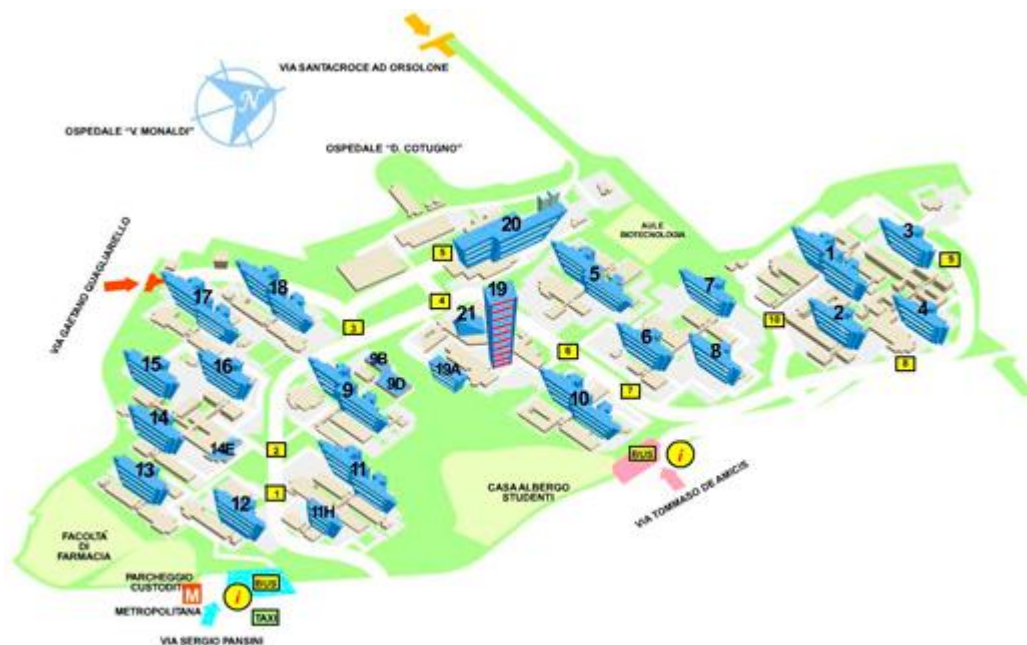 VIA SANTACROCE AD ORSOLONE
N
OSPEDALE "V. MONALDI"
OSPEDALE "D. COTUGNO"
VIA GAETANO QUAGLIARIELLO
AULE
BIOTECNOLOGIA
20
3
1
5
5
9
18
17
19
7
4
21
2
4
10
3
6
8
6
8
9B
9D
19A
15
16
9
7
10
14
14E
2
BUS
i
11
13
1
CASA ALBERGO
STUDENTI
VIA TOMMASO DE AMICIS
12
11H
FACOLTÀ
DI
FARMACIA
PARCHEGGIO
CUSTODIT
M
BUS
i
METROPOLITANA
TAXI
VIA SERGIO PANSINI